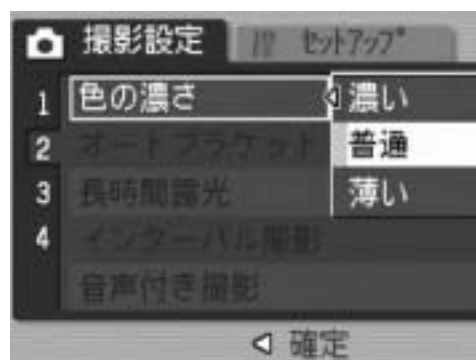 撮影設定 セットアップ
1 色の濃さ 濃い
2 オートブラケット 普通
3 長時間露光 薄い
4 インターバル撮影
音声付き撮影
確定